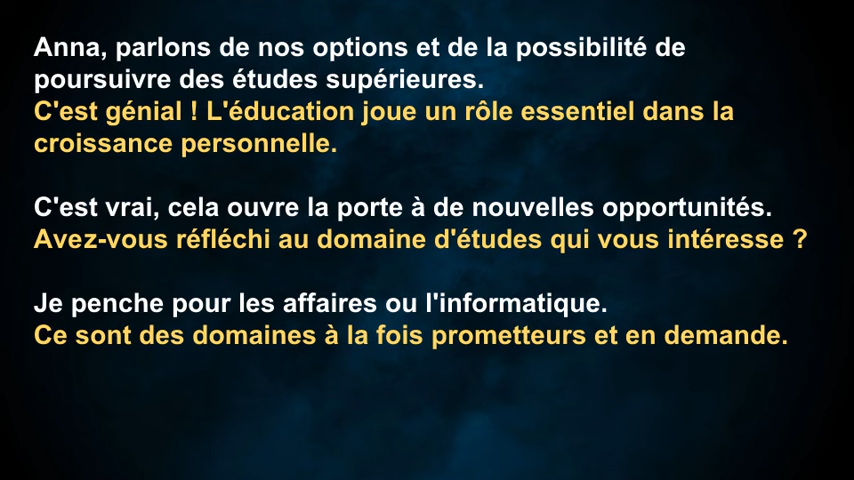 Anna, parlons de nos options et de la possibilité de
poursuivre des études supérieures.
C'est génial ! L'éducation joue un rôle essentiel dans la
croissance personnelle.
C'est vrai, cela ouvre la porte à de nouvelles opportunités.
Avez-vous réfléchi au domaine d'études qui vous intéresse ?
Je penche pour les affaires ou l'informatique.
Ce sont des domaines à la fois prometteurs et en demande.